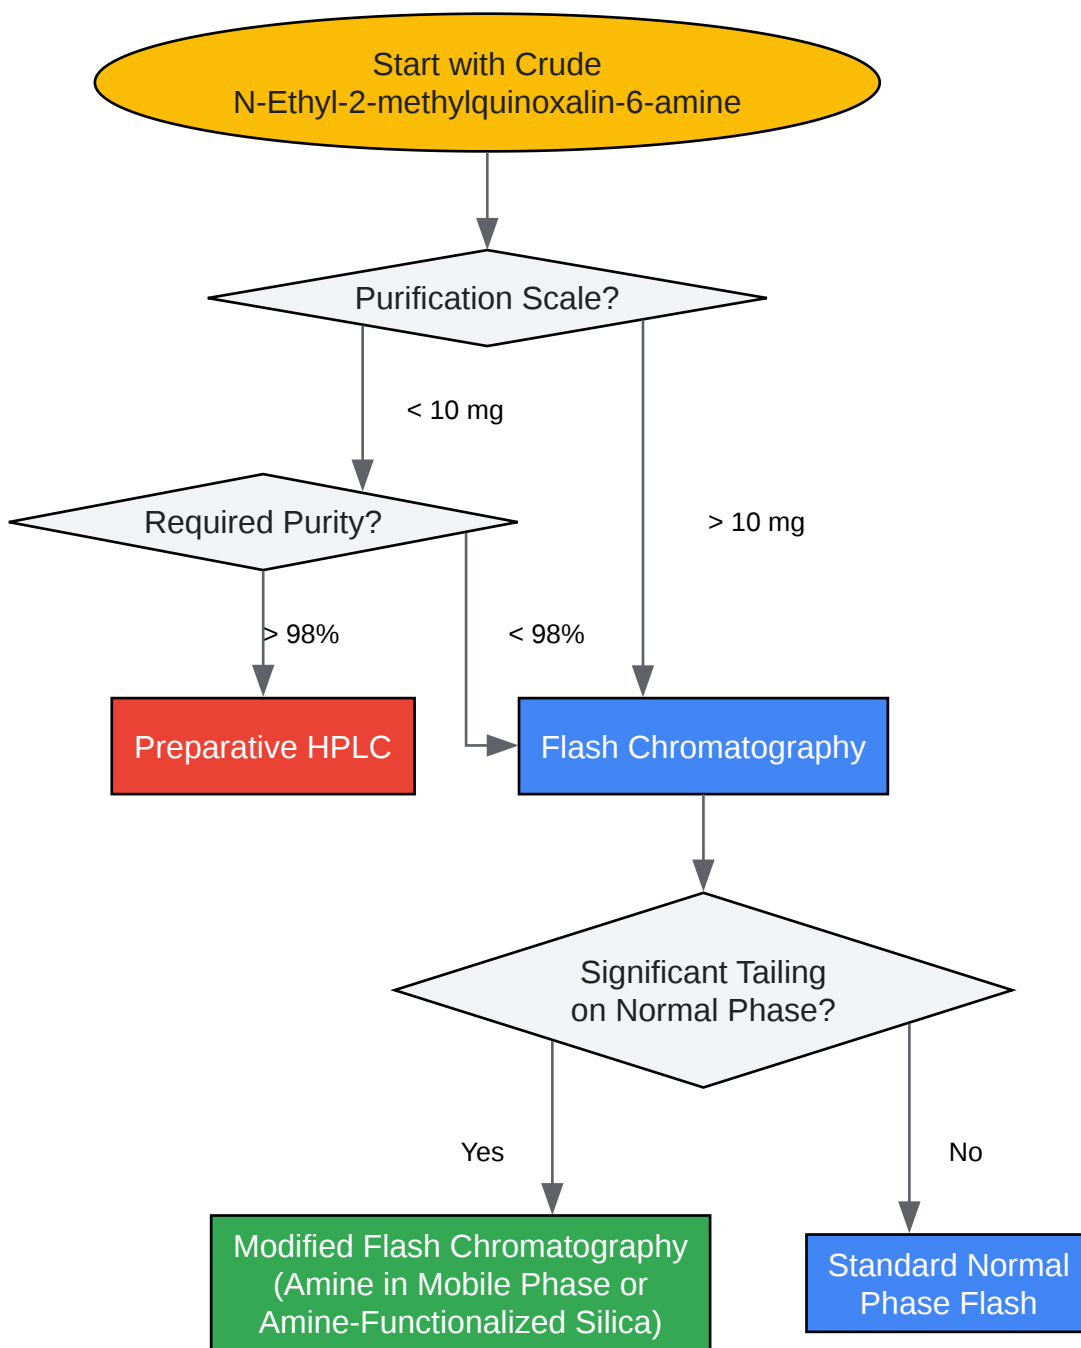 Start with Crude
N-Ethyl-2-methylquinoxalin-6-amine
Purification Scale?
< 10 mg
Required Purity?
> 10 mg
> 98%
< 98%
Preparative HPLC
Flash Chromatography
Significant Tailing
on Normal Phase?
Yes
No
Modified Flash Chromatography
(Amine in Mobile Phase or
Amine-Functionalized Silica)
Standard Normal
Phase Flash